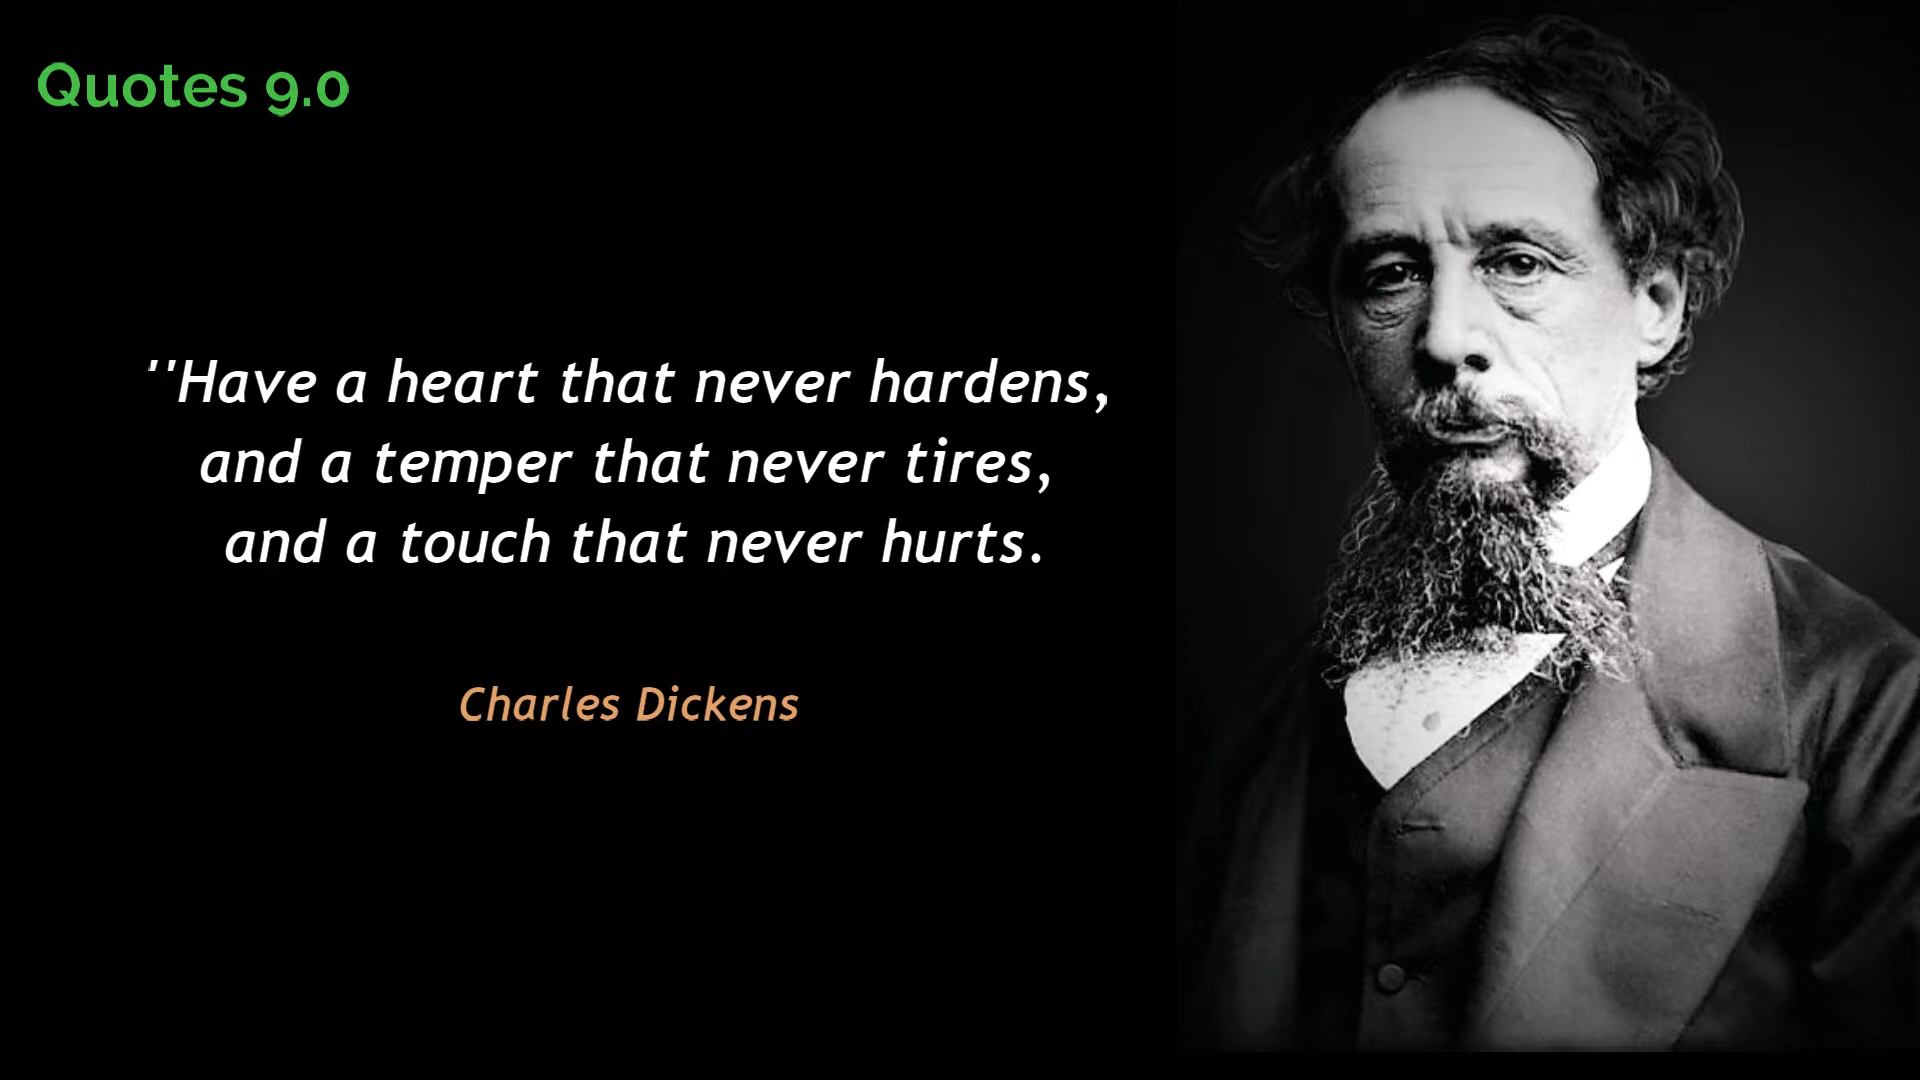 Quotes 9.0
''Have a heart that never hardens,
and a temper that never tires,
and a touch that never hurts.
Charles Dickens